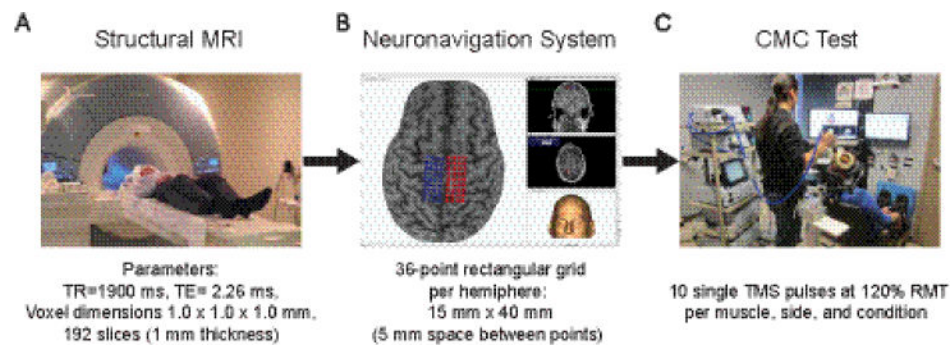 A
Structural MRI
B
Neuronavigation System
C
CMC Test
Parameters:
TR=1900 ms, TE= 2.26 ms,
Voxel dimensions 1.0 x 1.0 x 1.0 mm,
192 slices (1 mm thickness)
36-point rectangular grid
per hemisphere:
15 mm x 40 mm
(5 mm space between points)
10 single TMS pulses at 120% RMT
per muscle, side, and condition